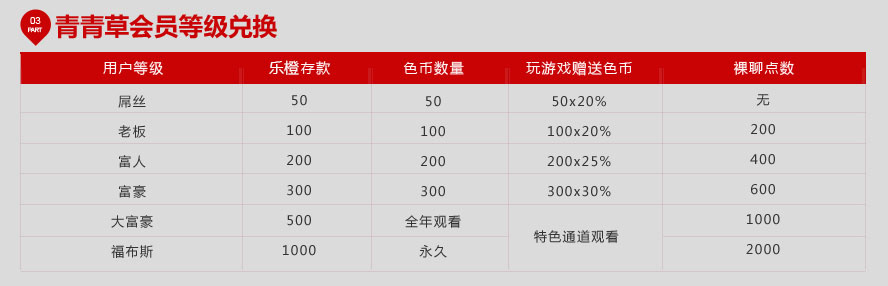 03
PART
青青草会员等级兑换
用户等级 乐橙存款 色币数量 玩游戏赠送色币 裸聊点数
屌丝 50 50 50x20% 无
老板 100 100 100x20% 200
富人 200 200 200x25% 400
富豪 300 300 300x30% 600
大富豪 500 全年观看 特色通道观看 1000
福布斯 1000 永久 2000